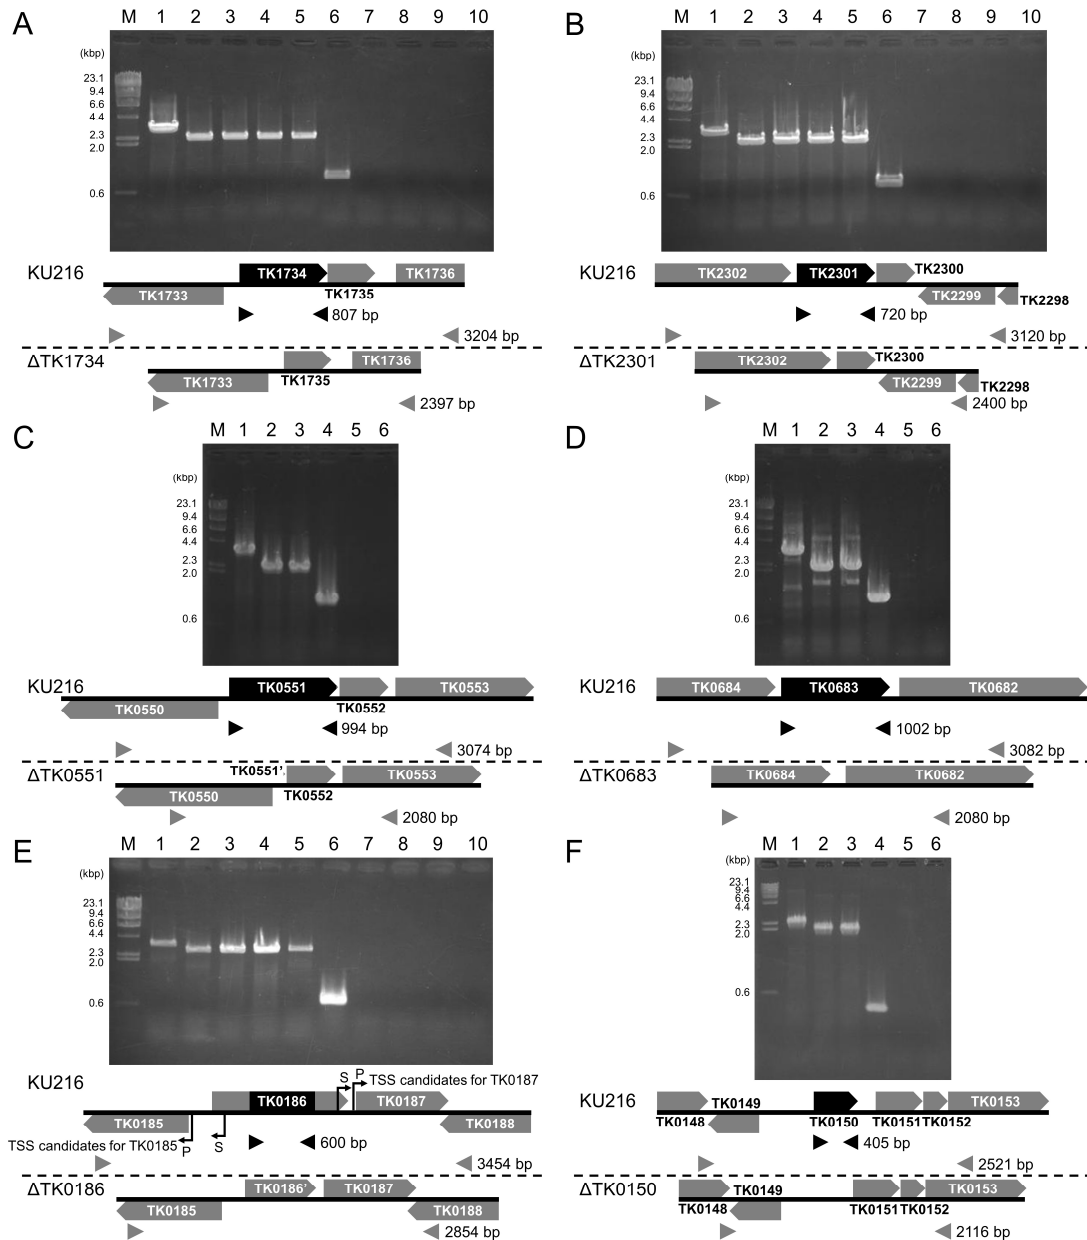 A
M 1 2 3 4 5 6 7 8 9 10
(kbp)
23.1
9.4
6.6
4.4
2.3
2.0
0.6
KU216
TK1734
TK1736
TK1733
TK1735
807 bp
3204 bp
ΔTK1734
TK1736
TK1733
TK1735
2397 bp
B
M 1 2 3 4 5 6 7 8 9 10
(kbp)
23.1
9.4
6.6
4.4
2.3
2.0
0.6
KU216
TK2302
TK2301
TK2300
TK2299
TK2298
720 bp
3120 bp
ΔTK2301
TK2302
TK2300
TK2299
TK2298
2400 bp
C
M 1 2 3 4 5 6
(kbp)
23.1
9.4
6.6
4.4
2.3
2.0
0.6
KU216
TK0551
TK0553
TK0550
TK0552
994 bp
3074 bp
ΔTK0551
TK0551'
TK0553
TK0550
TK0552
2080 bp
D
M 1 2 3 4 5 6
(kbp)
23.1
9.4
6.6
4.4
2.3
2.0
0.6
KU216
TK0684
TK0683
TK0682
1002 bp
3082 bp
ΔTK0683
TK0684
TK0682
2080 bp
E
M 1 2 3 4 5 6 7 8 9 10
(kbp)
23.1
9.4
6.6
4.4
2.3
2.0
0.6
KU216
S P TSS candidates for TK0187
TK0186
TK0187
TK0185
TK0188
TSS candidates for TK0185 P S
600 bp
3454 bp
ΔTK0186
TK0186'
TK0187
TK0185
TK0188
2854 bp
F
M 1 2 3 4 5 6
(kbp)
23.1
9.4
6.6
4.4
2.3
2.0
0.6
KU216
TK0149
TK0153
TK0148
TK0150
TK0151
TK0152
405 bp
2521 bp
ΔTK0150
TK0149
TK0153
TK0148
TK0151
TK0152
2116 bp